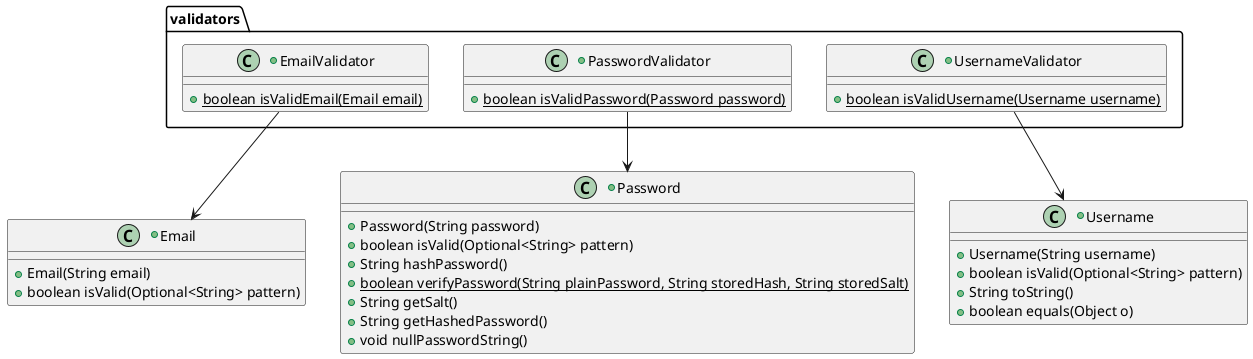 validators
C EmailValidator
boolean isValidEmail(Email email)
C PasswordValidator
boolean isValidPassword(Password password)
C UsernameValidator
boolean isValidUsername(Username username)
C Email
Email(String email)
boolean isValid(Optional<String> pattern)
C Password
Password(String password)
boolean isValid(Optional<String> pattern)
String hashPassword()
boolean verifyPassword(String plainPassword, String storedHash, String storedSalt)
String getSalt()
String getHashedPassword()
void nullPasswordString()
C Username
Username(String username)
boolean isValid(Optional<String> pattern)
String toString()
boolean equals(Object o)